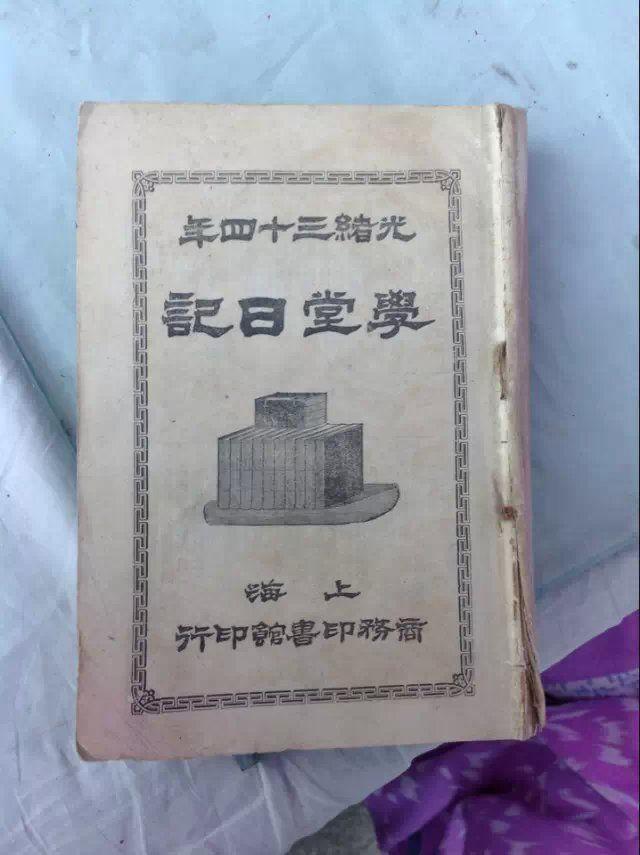 光緒三十四年
學堂日記
上海
商務印書館印行